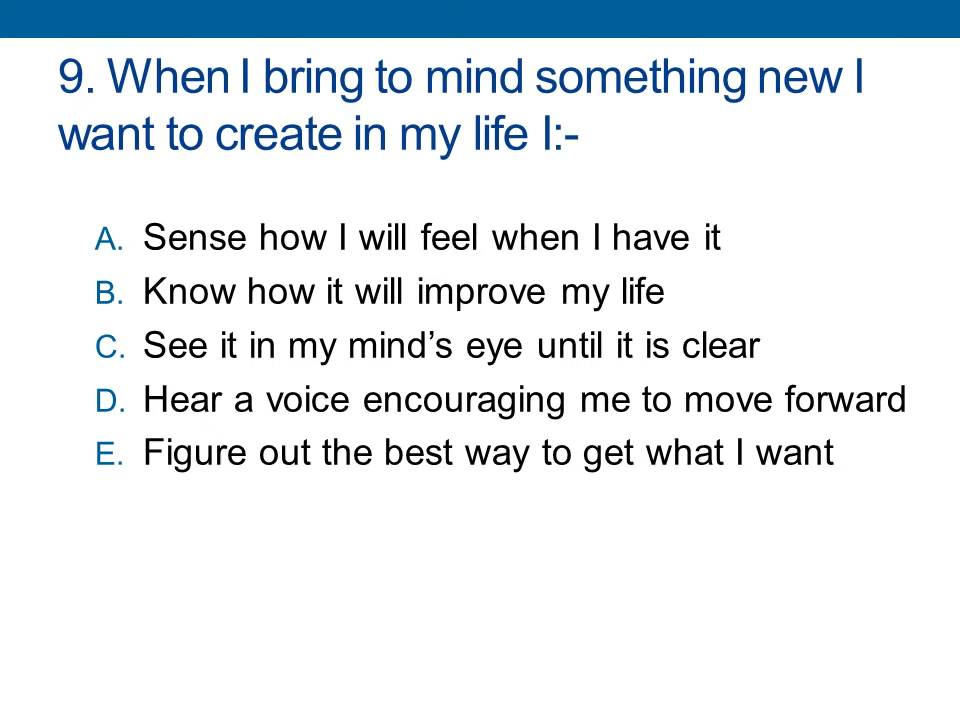 9. When I bring to mind something new I
want to create in my life I:-
A. Sense how I will feel when I have it
B. Know how it will improve my life
C. See it in my mind’s eye until it is clear
D. Hear a voice encouraging me to move forward
E. Figure out the best way to get what I want